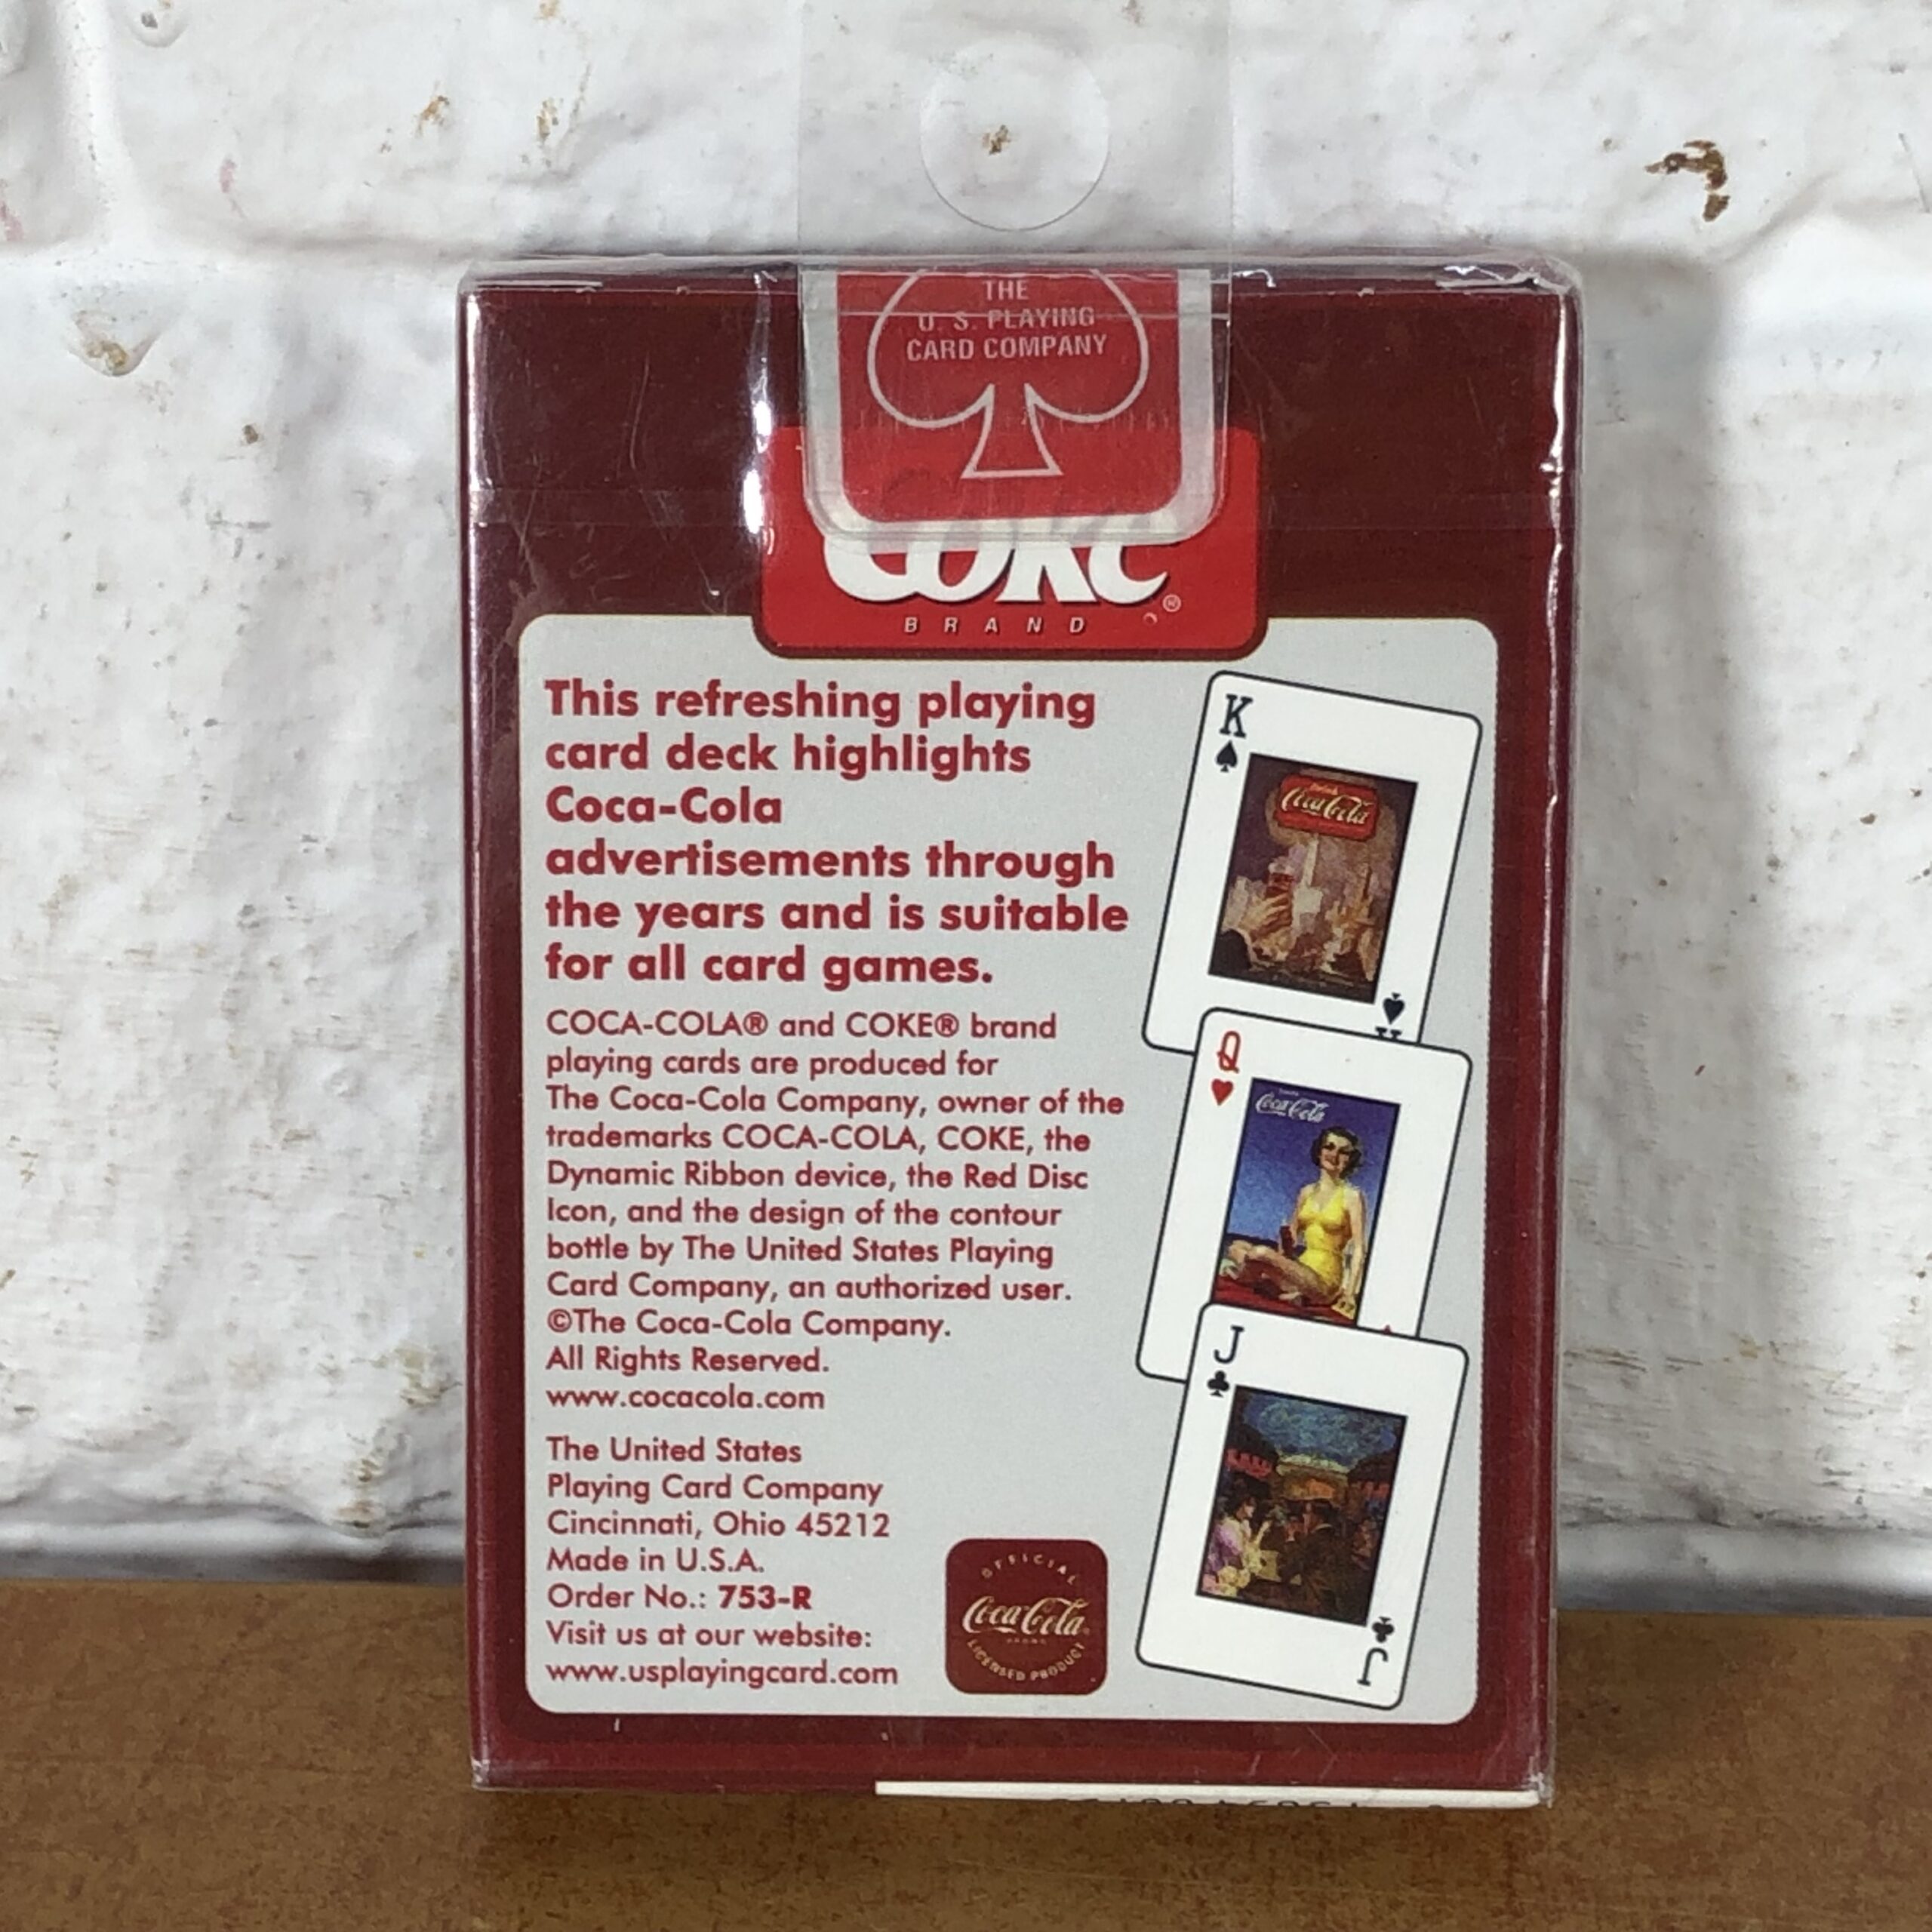 THE
U. S. PLAYING
CARD COMPANY
COKE
®
BRAND
This refreshing playing
card deck highlights
Coca-Cola
advertisements through
the years and is suitable
for all card games.
COCA-COLA® and COKE® brand
playing cards are produced for
The Coca-Cola Company, owner of the
trademarks COCA-COLA, COKE, the
Dynamic Ribbon device, the Red Disc
Icon, and the design of the contour
bottle by The United States Playing
Card Company, an authorized user.
©The Coca-Cola Company.
All Rights Reserved.
www.cocacola.com
The United States
Playing Card Company
Cincinnati, Ohio 45212
Made in U.S.A.
Order No.: 753-R
Visit us at our website:
www.usplayingcard.com
OFFICIAL
Coca-Cola
BRAND
LICENSED PRODUCT
K
Coca-Cola
K
Q
Coca-Cola
J
J